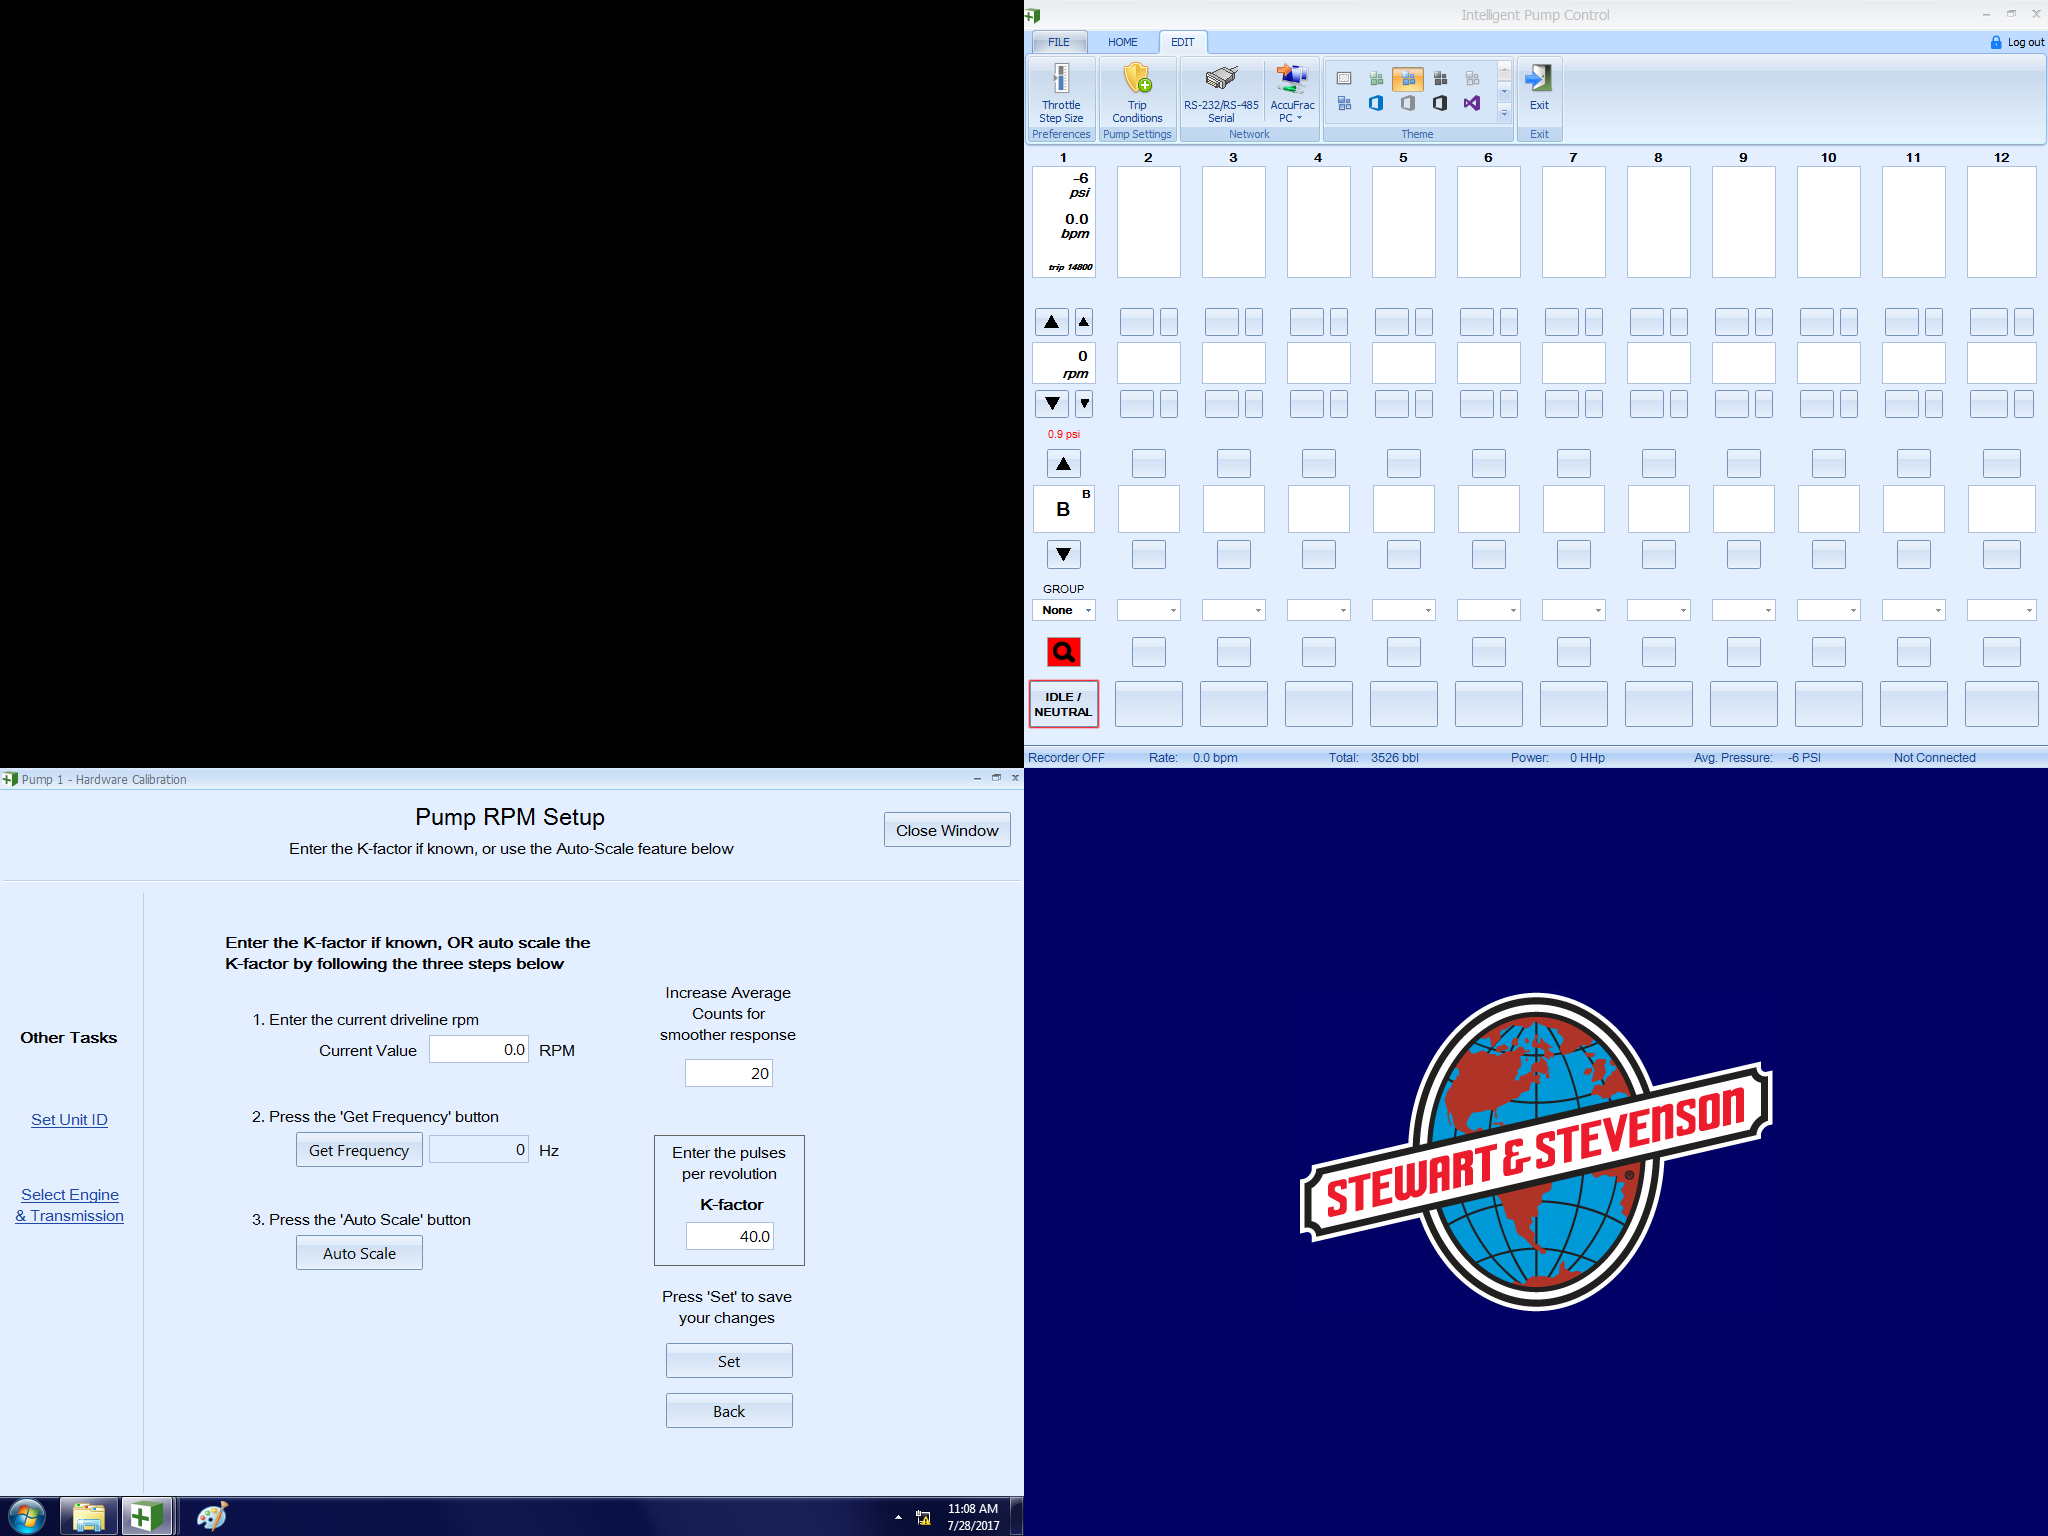 Intelligent Pump Control
FILE HOME EDIT Log out
Throttle
Step Size
Preferences
Trip
Conditions
Pump Settings
RS-232/RS-485
Serial
AccuFrac
PC
Network
Theme
Exit
Exit
1 2 3 4 5 6 7 8 9 10 11 12
-6
psi
0.0
bpm
trip 14800
0
rpm
0.9 psi
B
B
GROUP
None
IDLE /
NEUTRAL
Recorder OFF Rate: 0.0 bpm Total: 3526 bbl Power: 0 HHp Avg. Pressure: -6 PSI Not Connected
Pump 1 - Hardware Calibration
Pump RPM Setup
Enter the K-factor if known, or use the Auto-Scale feature below
Close Window
Other Tasks
Set Unit ID
Select Engine
& Transmission
Enter the K-factor if known, OR auto scale the
K-factor by following the three steps below
1. Enter the current driveline rpm
Current Value 0.0 RPM
2. Press the 'Get Frequency' button
Get Frequency 0 Hz
3. Press the 'Auto Scale' button
Auto Scale
Increase Average
Counts for
smoother response
20
Enter the pulses
per revolution
K-factor
40.0
Press 'Set' to save
your changes
Set
Back
11:08 AM
7/28/2017
STEWART & STEVENSON
®